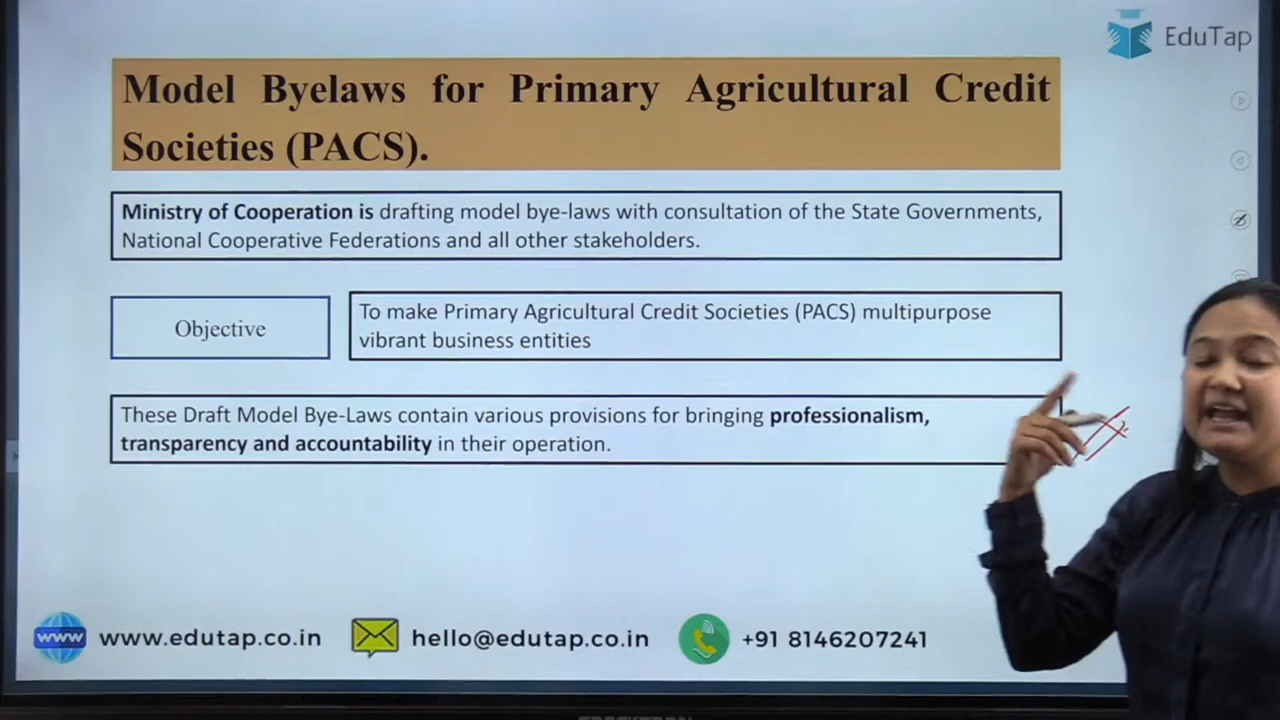 EduTap
Model Byelaws for Primary Agricultural Credit
Societies (PACS).
Ministry of Cooperation is drafting model bye-laws with consultation of the State Governments,
National Cooperative Federations and all other stakeholders.
Objective
To make Primary Agricultural Credit Societies (PACS) multipurpose
vibrant business entities
These Draft Model Bye-Laws contain various provisions for bringing professionalism,
transparency and accountability in their operation.
www
www.edutap.co.in
hello@edutap.co.in
+91 8146207241